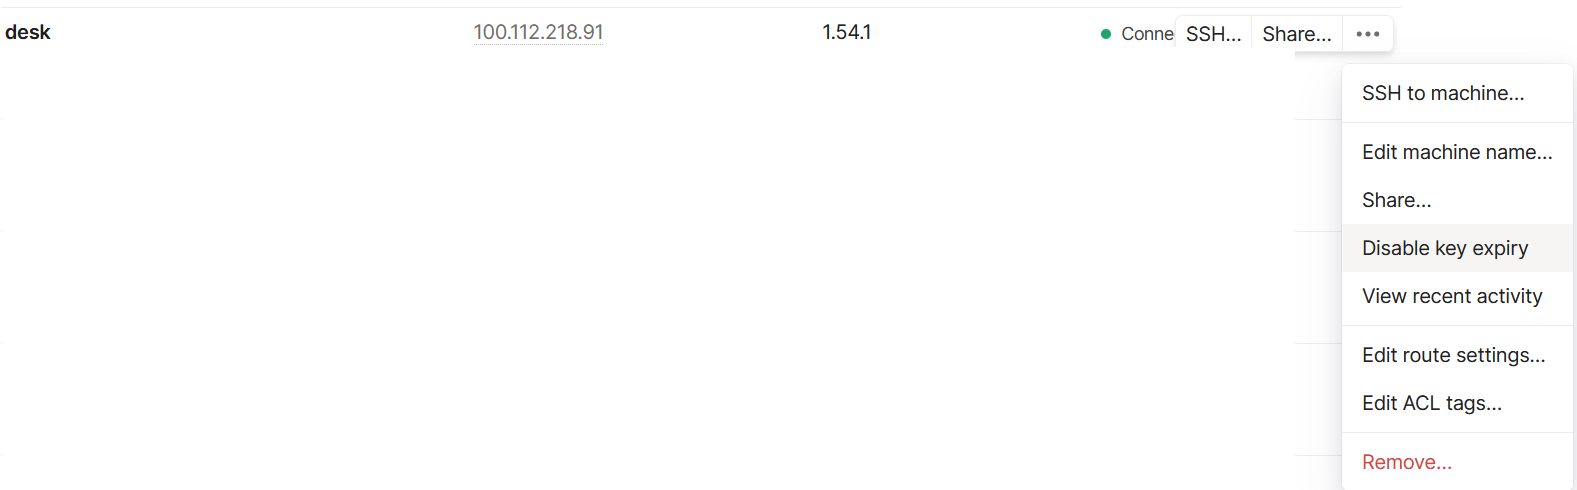 desk 100.112.218.91 1.54.1 Conne SSH... Share... •••
SSH to machine...
Edit machine name...
Share...
Disable key expiry
View recent activity
Edit route settings...
Edit ACL tags...
Remove...